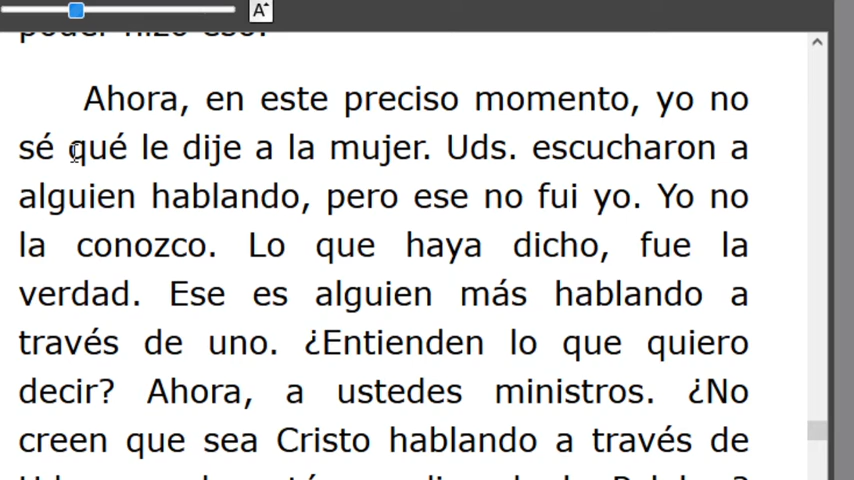 poder hizo eso.
Ahora, en este preciso momento, yo no
sé qué le dije a la mujer. Uds. escucharon a
alguien hablando, pero ese no fui yo. Yo no
la conozco. Lo que haya dicho, fue la
verdad. Ese es alguien más hablando a
través de uno. ¿Entienden lo que quiero
decir? Ahora, a ustedes ministros. ¿No
creen que sea Cristo hablando a través de